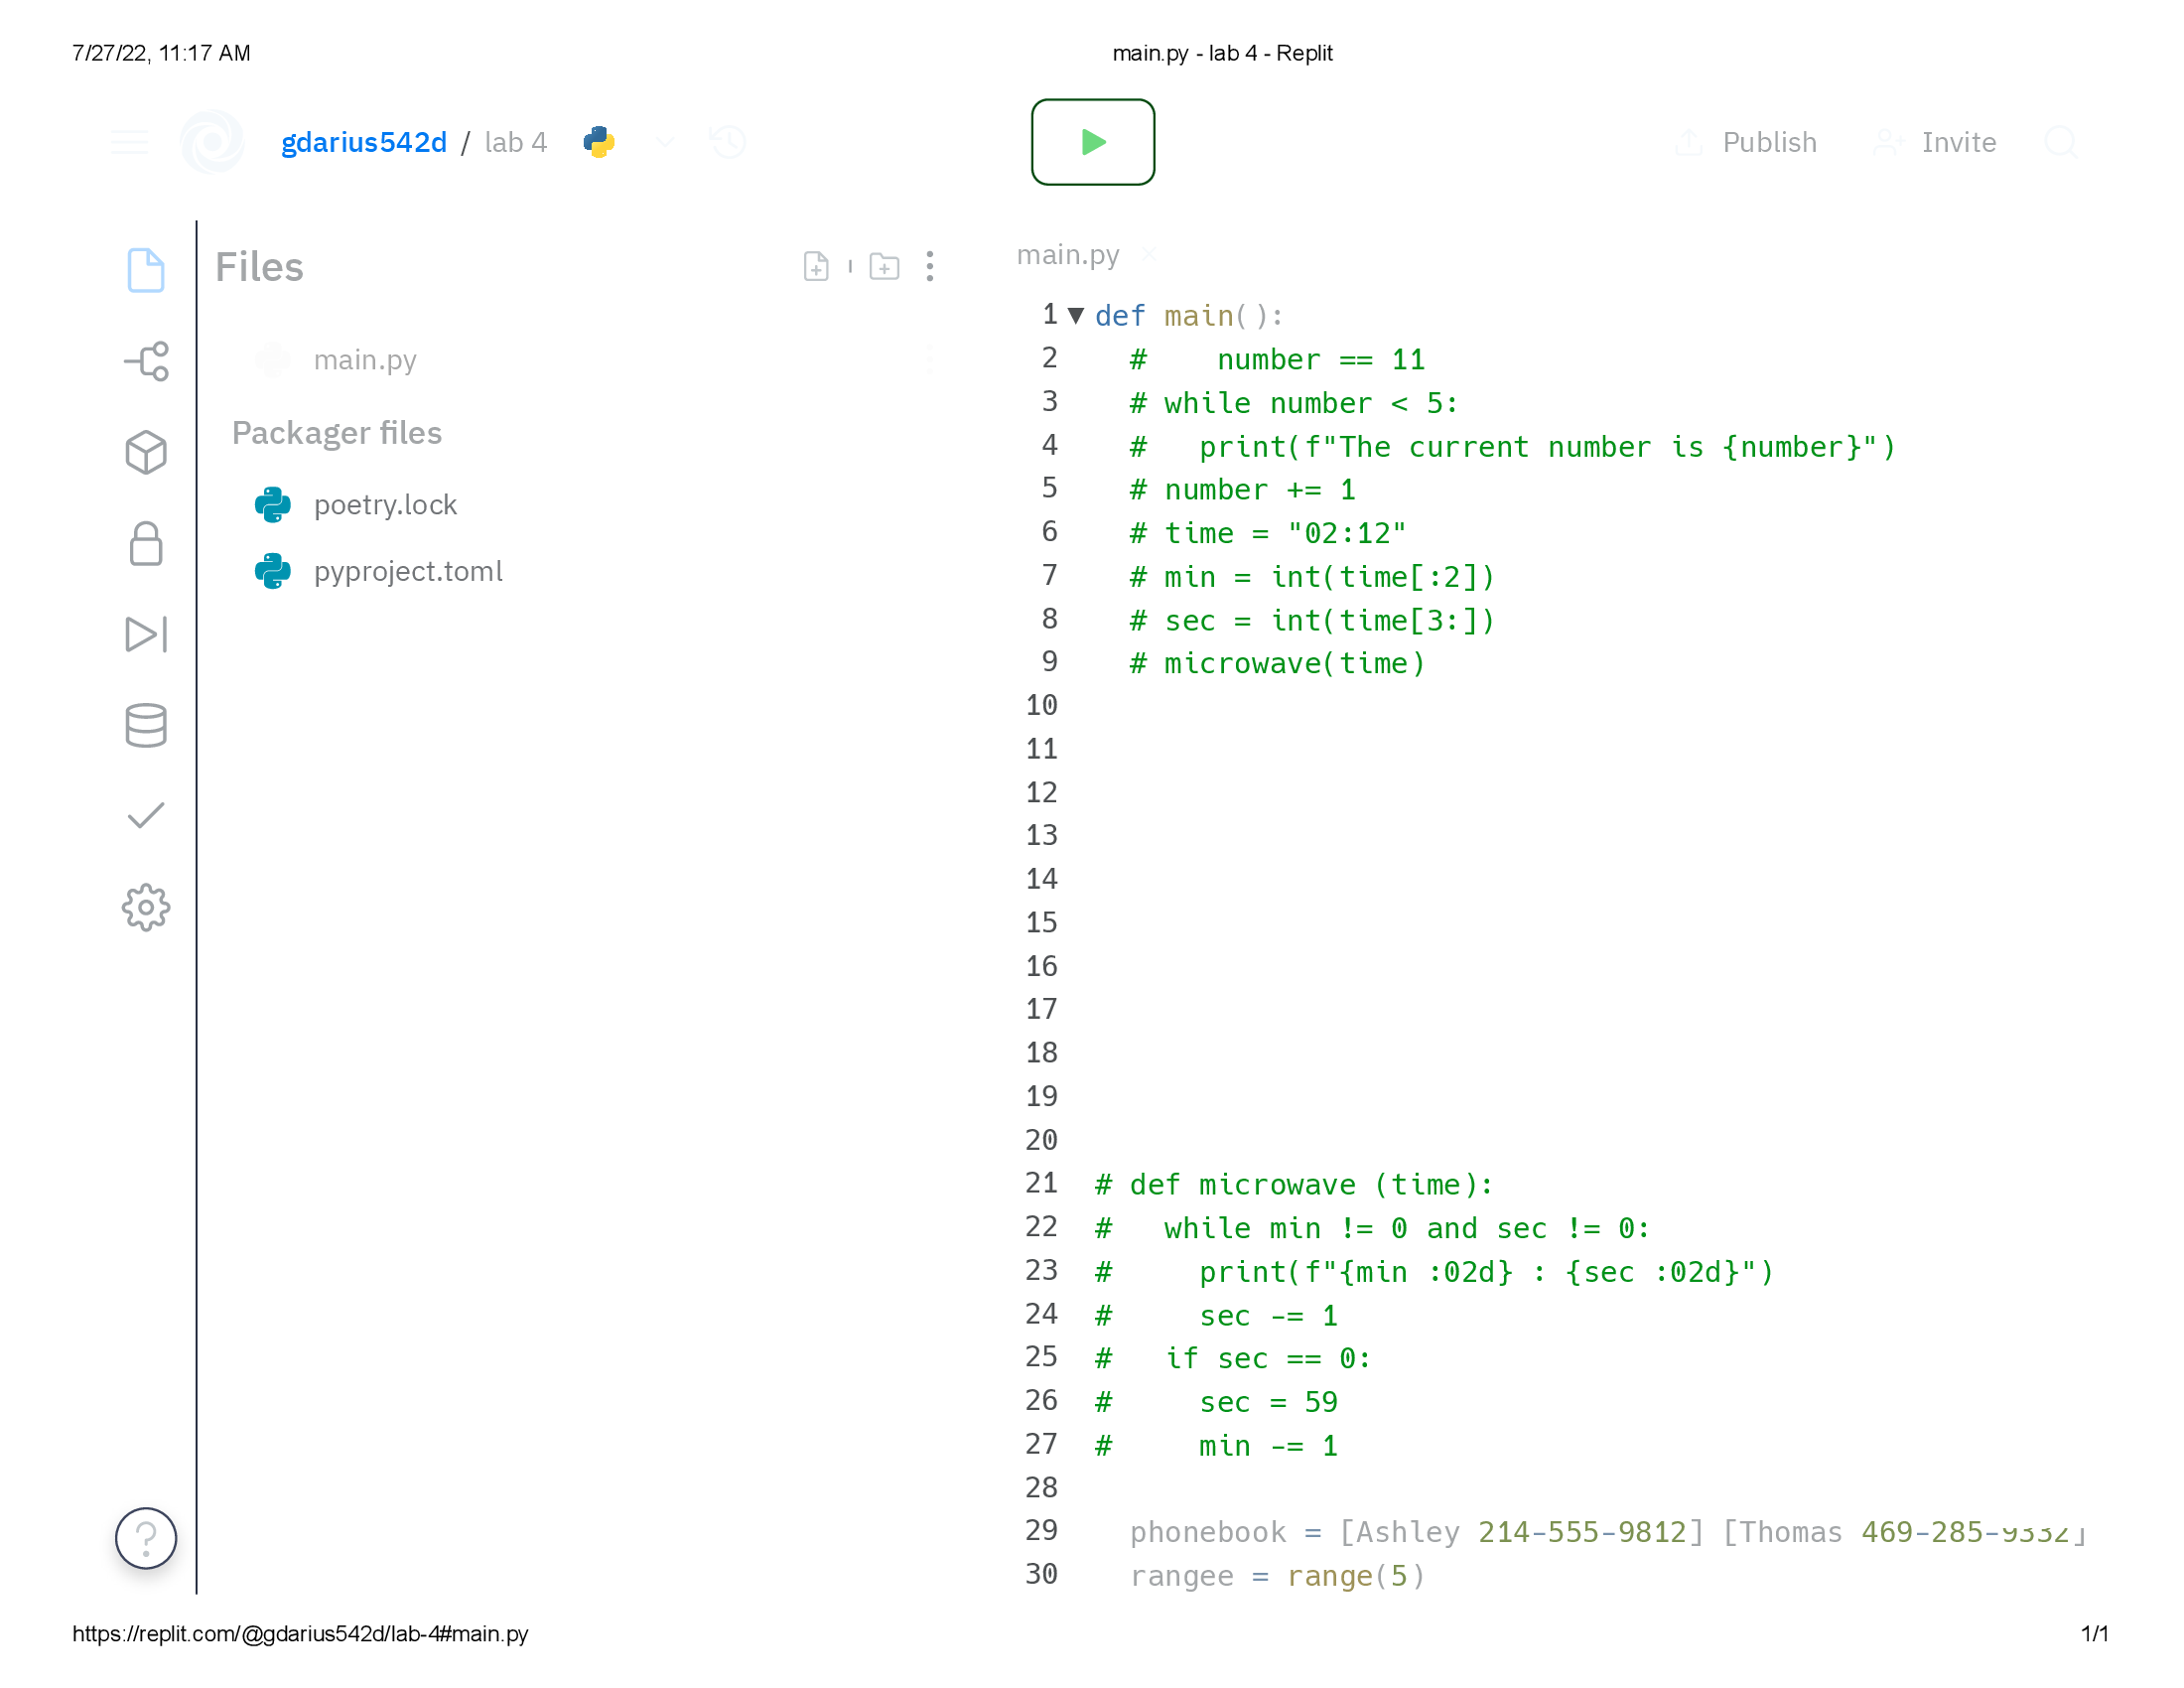 7/27/22, 11:17 AM
main.py - lab 4 - Replit
gdarius542d / lab 4
Publish
Invite
Files
main.py
Packager files
poetry.lock
pyproject.toml
main.py
1 def main():
2   #    number == 11
3   # while number < 5:
4   #   print(f"The current number is {number}")
5   # number += 1
6   # time = "02:12"
7   # min = int(time[:2])
8   # sec = int(time[3:])
9   # microwave(time)
10
11
12
13
14
15
16
17
18
19
20
21 # def microwave (time):
22 #   while min != 0 and sec != 0:
23 #     print(f"{min :02d} : {sec :02d}")
24 #     sec -= 1
25 #   if sec == 0:
26 #     sec = 59
27 #     min -= 1
28
29   phonebook = [Ashley 214-555-9812] [Thomas 469-285-9332]
30   rangee = range(5)
https://replit.com/@gdarius542d/lab-4#main.py
1/1